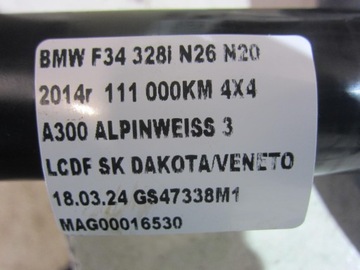 BMW F34 328i N26 N20
2014r 111 000KM 4X4
A300 ALPINWEISS 3
LCDF SK DAKOTA/VENETO
18.03.24 GS47338M1
MAG00016530